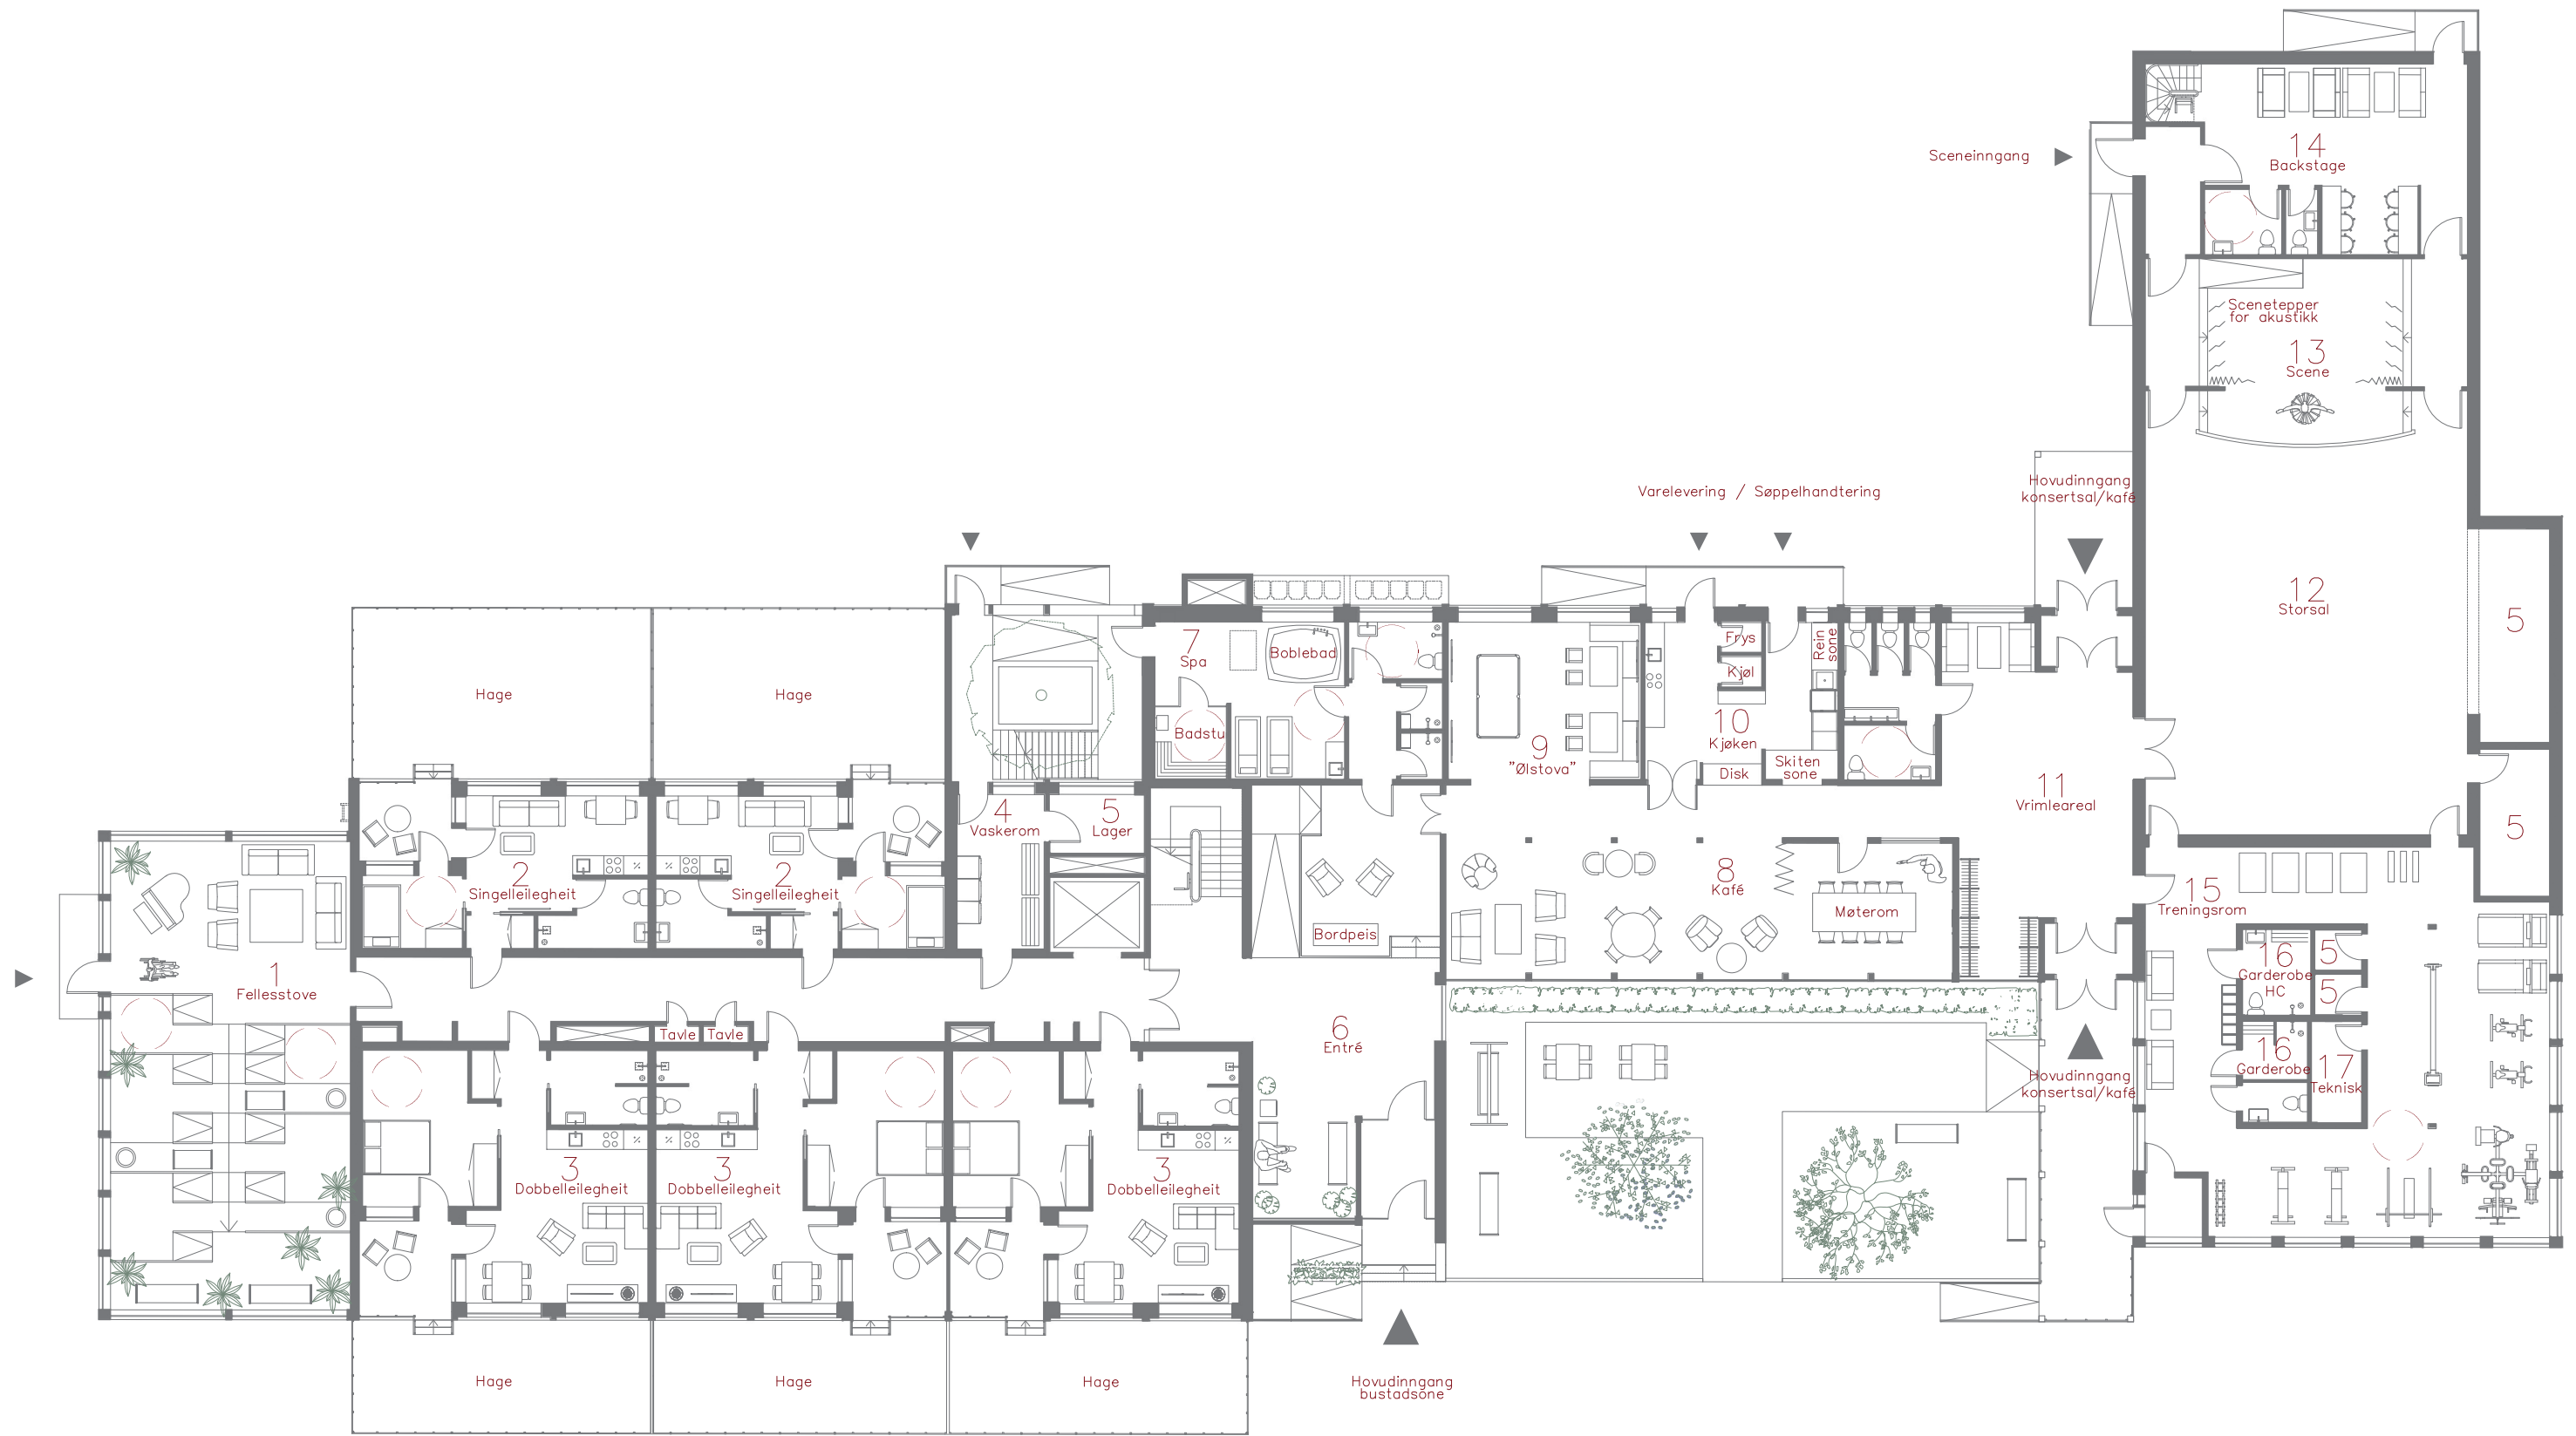 Sceneinngang
14
Backstage
Scenetepper
for akustikk
13
Scene
Varelevering / Søppelhandtering
Hovudinngang
konsertsal/kafé
12
Storsal
5
5
Hage
Hage
7
Spa
Boblebad
Badstu
9
"Ølstova"
Frys
Kjøl
Rein
sone
10
Kjøken
Disk
Skiten
sone
11
Vrimleareal
4
Vaskerom
5
Lager
2
Singelleilegheit
2
Singelleilegheit
8
Kafé
Møterom
Bordpeis
15
Treningsrom
1
Fellesstove
16
Garderobe
HC
5
5
Tavle
Tavle
6
Entré
16
Garderobe
17
Teknisk
Hovudinngang
konsertsal/kafé
3
Dobbelleilegheit
3
Dobbelleilegheit
3
Dobbelleilegheit
Hage
Hage
Hage
Hovudinngang
bustadsone